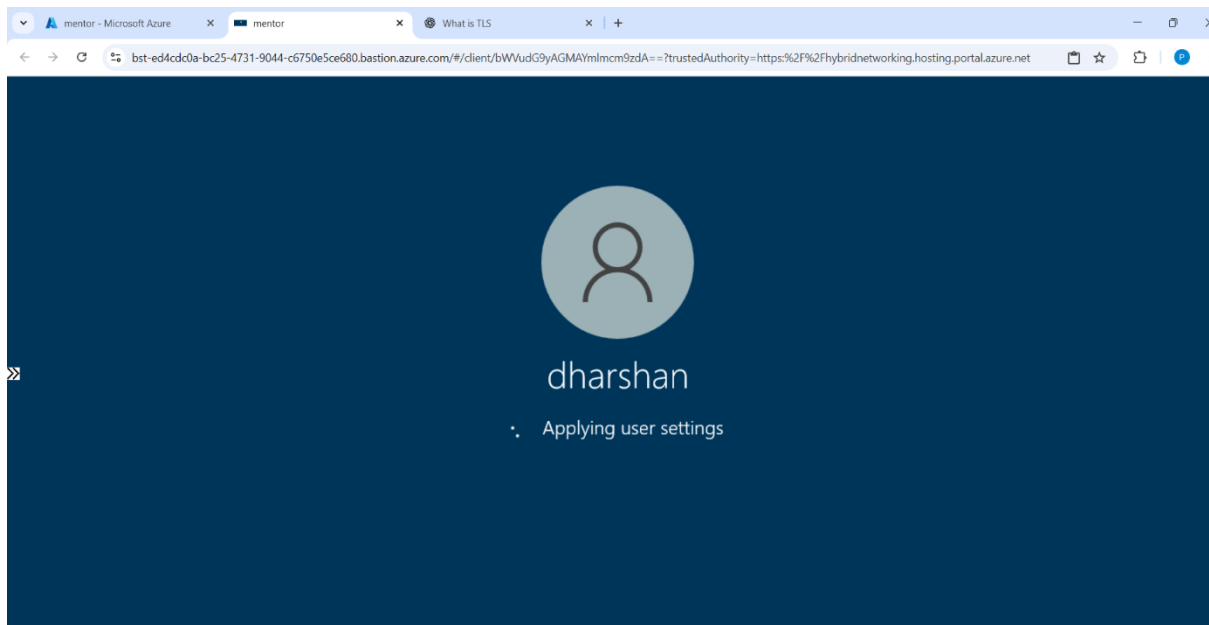 mentor - Microsoft Azure
mentor
What is TLS
bst-ed4cdc0a-bc25-4731-9044-c6750e5ce680.bastion.azure.com/#/client/bWVudG9yAGMAYmlmcm9zdA==?trustedAuthority=https:%2F%2Fhybridnetworking.hosting.portal.azure.net
P
dharshan
Applying user settings